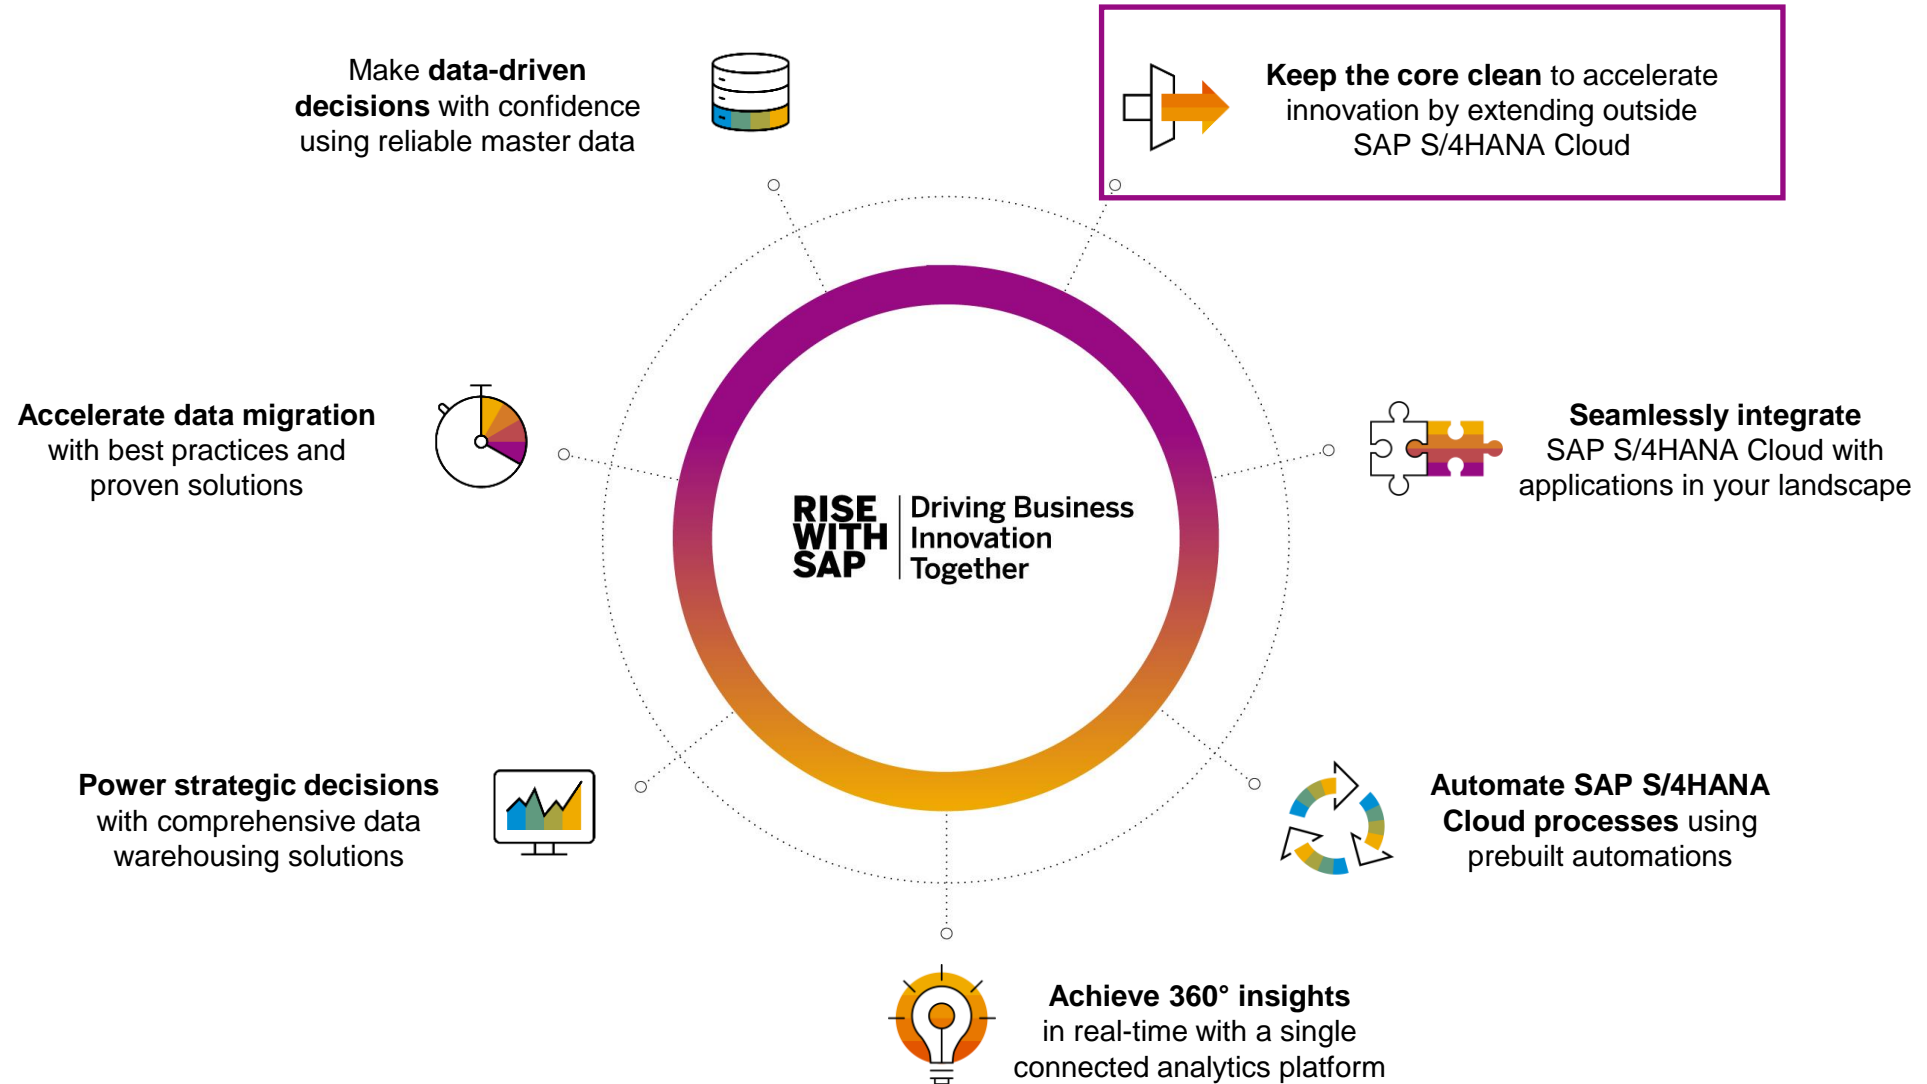 Make data-driven
decisions with confidence
using reliable master data
Keep the core clean to accelerate
innovation by extending outside
SAP S/4HANA Cloud
Accelerate data migration
with best practices and
proven solutions
RISE
WITH
SAP
Driving Business
Innovation
Together
Seamlessly integrate
SAP S/4HANA Cloud with
applications in your landscape
Power strategic decisions
with comprehensive data
warehousing solutions
Automate SAP S/4HANA
Cloud processes using
prebuilt automations
Achieve 360° insights
in real-time with a single
connected analytics platform